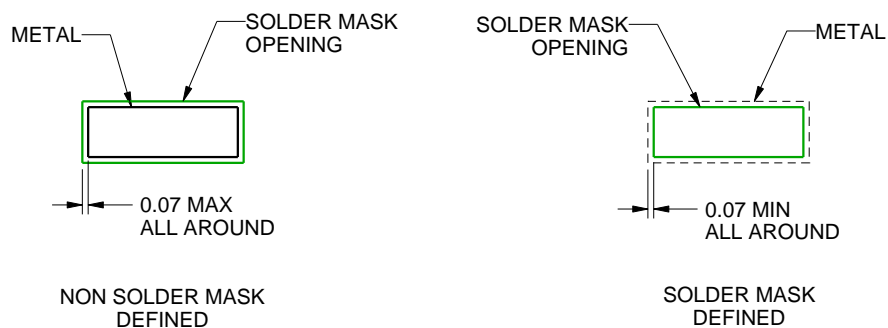 METAL
SOLDER MASK
OPENING
0.07 MAX
ALL AROUND
NON SOLDER MASK
DEFINED
SOLDER MASK
OPENING
METAL
0.07 MIN
ALL AROUND
SOLDER MASK
DEFINED